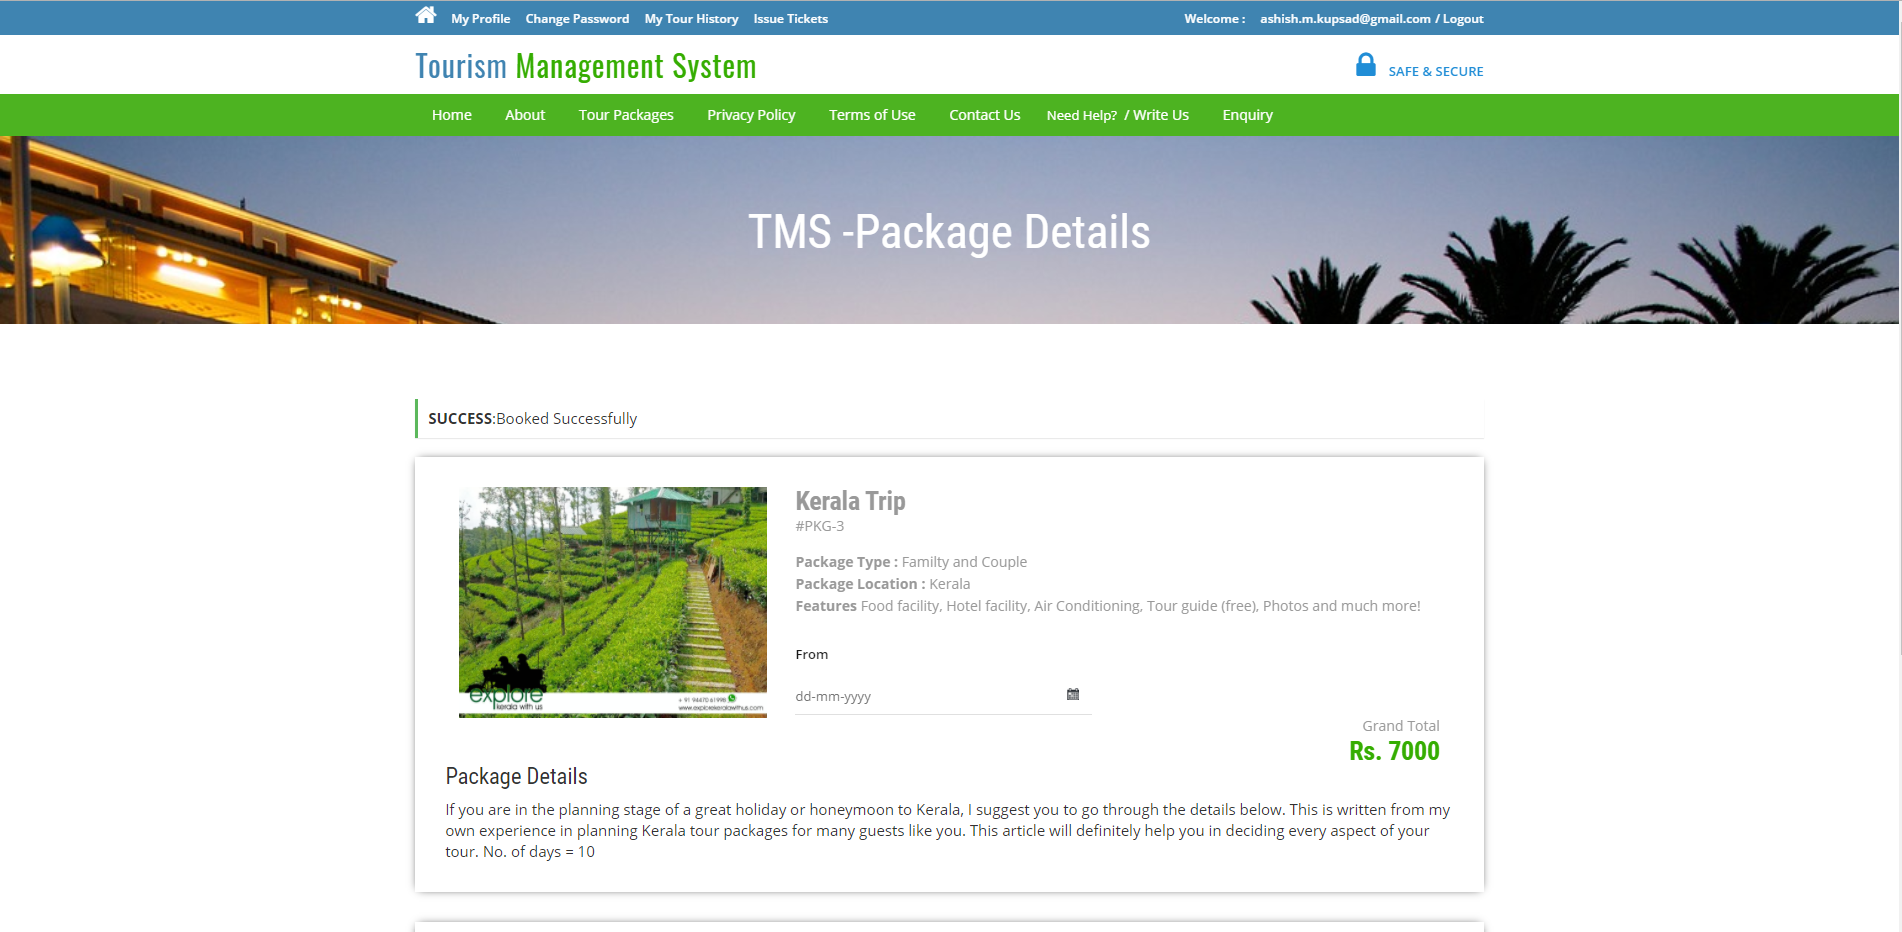 My Profile Change Password My Tour History Issue Tickets Welcome : ashish.m.kupsad@gmail.com / Logout
Tourism Management System SAFE & SECURE
Home About Tour Packages Privacy Policy Terms of Use Contact Us Need Help? / Write Us Enquiry
TMS -Package Details
SUCCESS:Booked Successfully
Kerala Trip
#PKG-3
Package Type : Familty and Couple
Package Location : Kerala
Features Food facility, Hotel facility, Air Conditioning, Tour guide (free), Photos and much more!
From
dd-mm-yyyy
explore
kerala with us
+ 91 94470 61998
www.explorekeralawithus.com
Grand Total
Rs. 7000
Package Details
If you are in the planning stage of a great holiday or honeymoon to Kerala, I suggest you to go through the details below. This is written from my
own experience in planning Kerala tour packages for many guests like you. This article will definitely help you in deciding every aspect of your
tour. No. of days = 10